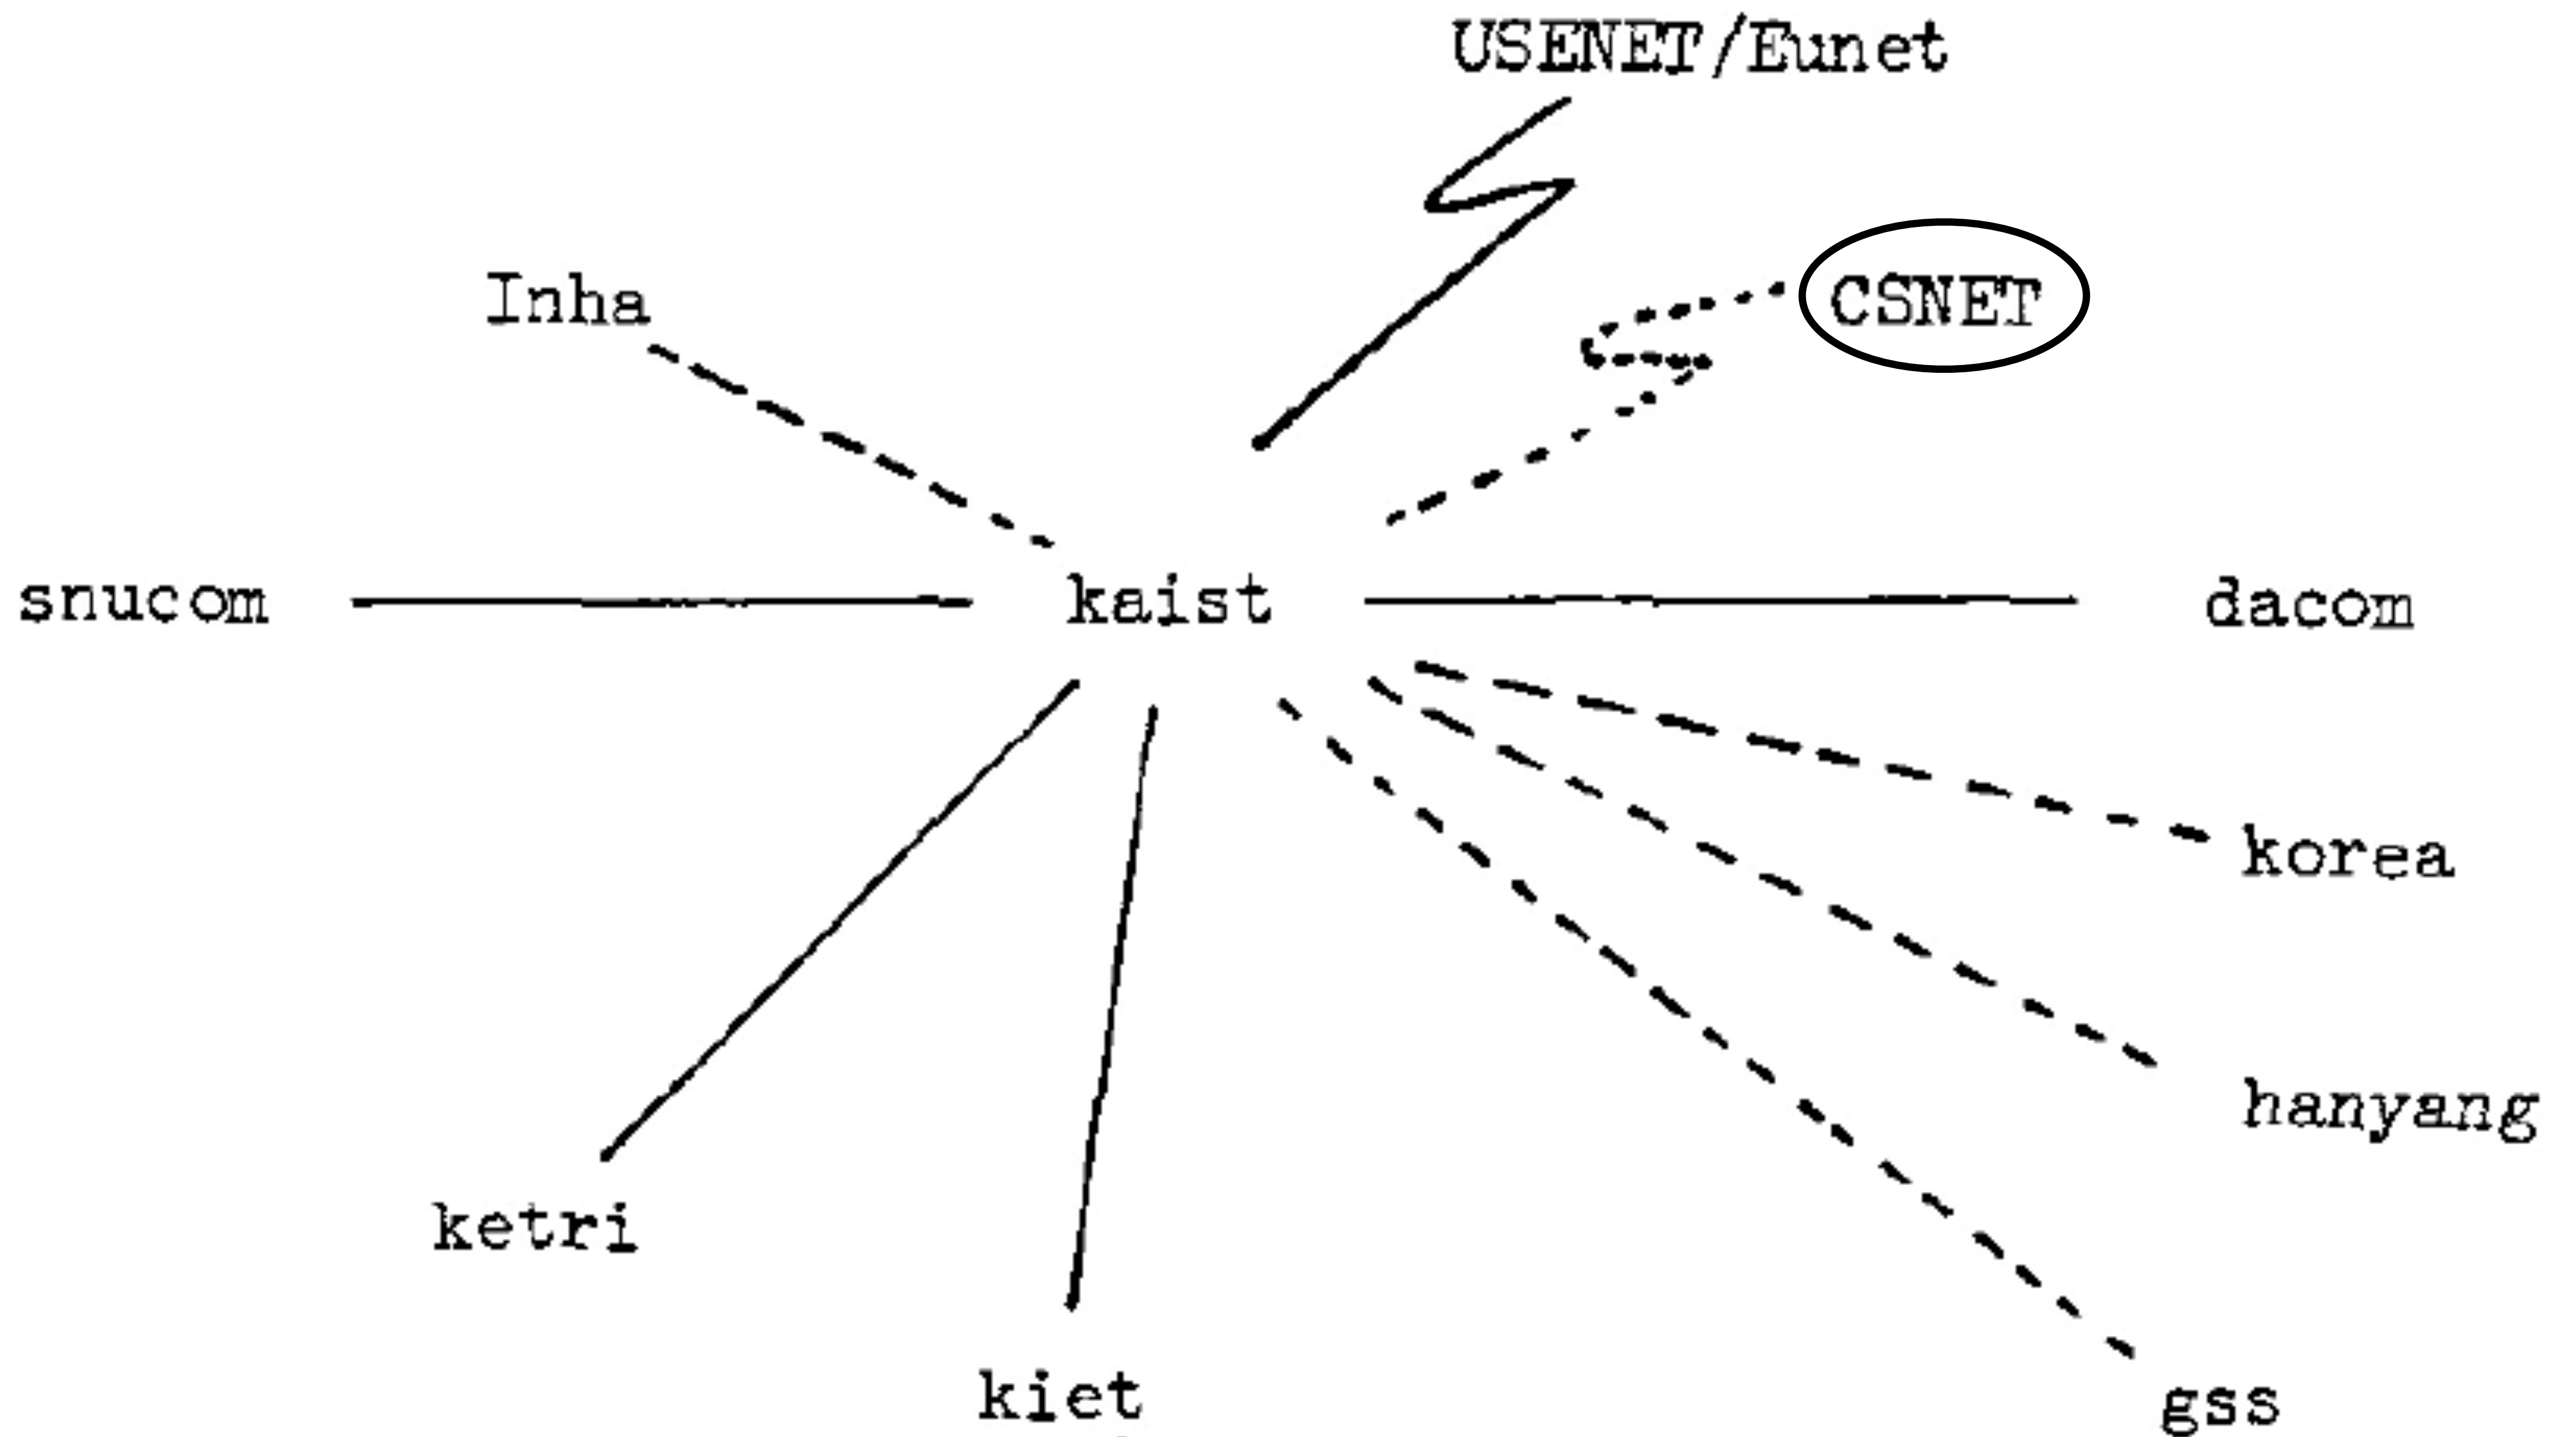 USENET/Eunet
Inha
CSNET
snucom
kaist
dacom
korea
hanyang
ketri
kiet
gss